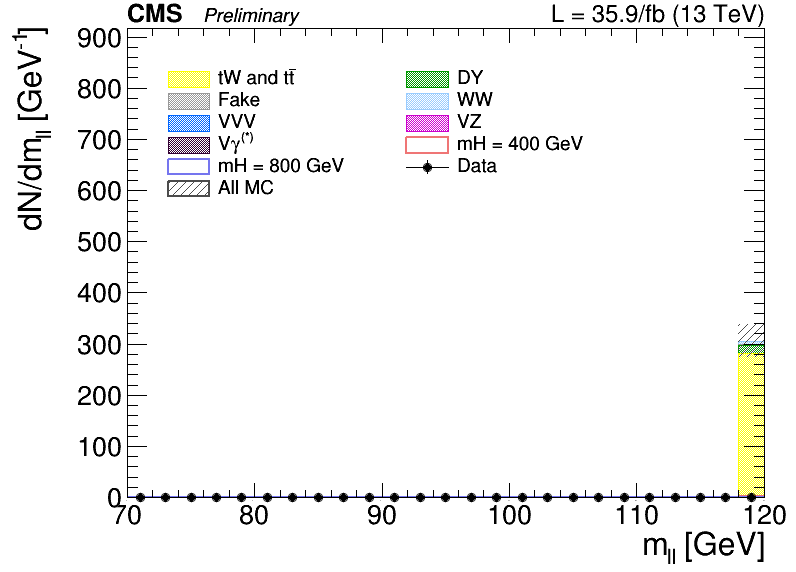 CMS Preliminary L = 35.9/fb (13 TeV)
dN/dm_ll [GeV⁻¹]
900
800
700
600
500
400
300
200
100
0
tW and tt̄ DY
Fake WW
VVV VZ
Vγ⁽*⁾ mH = 400 GeV
mH = 800 GeV Data
All MC
70 80 90 100 110 120
m_ll [GeV]